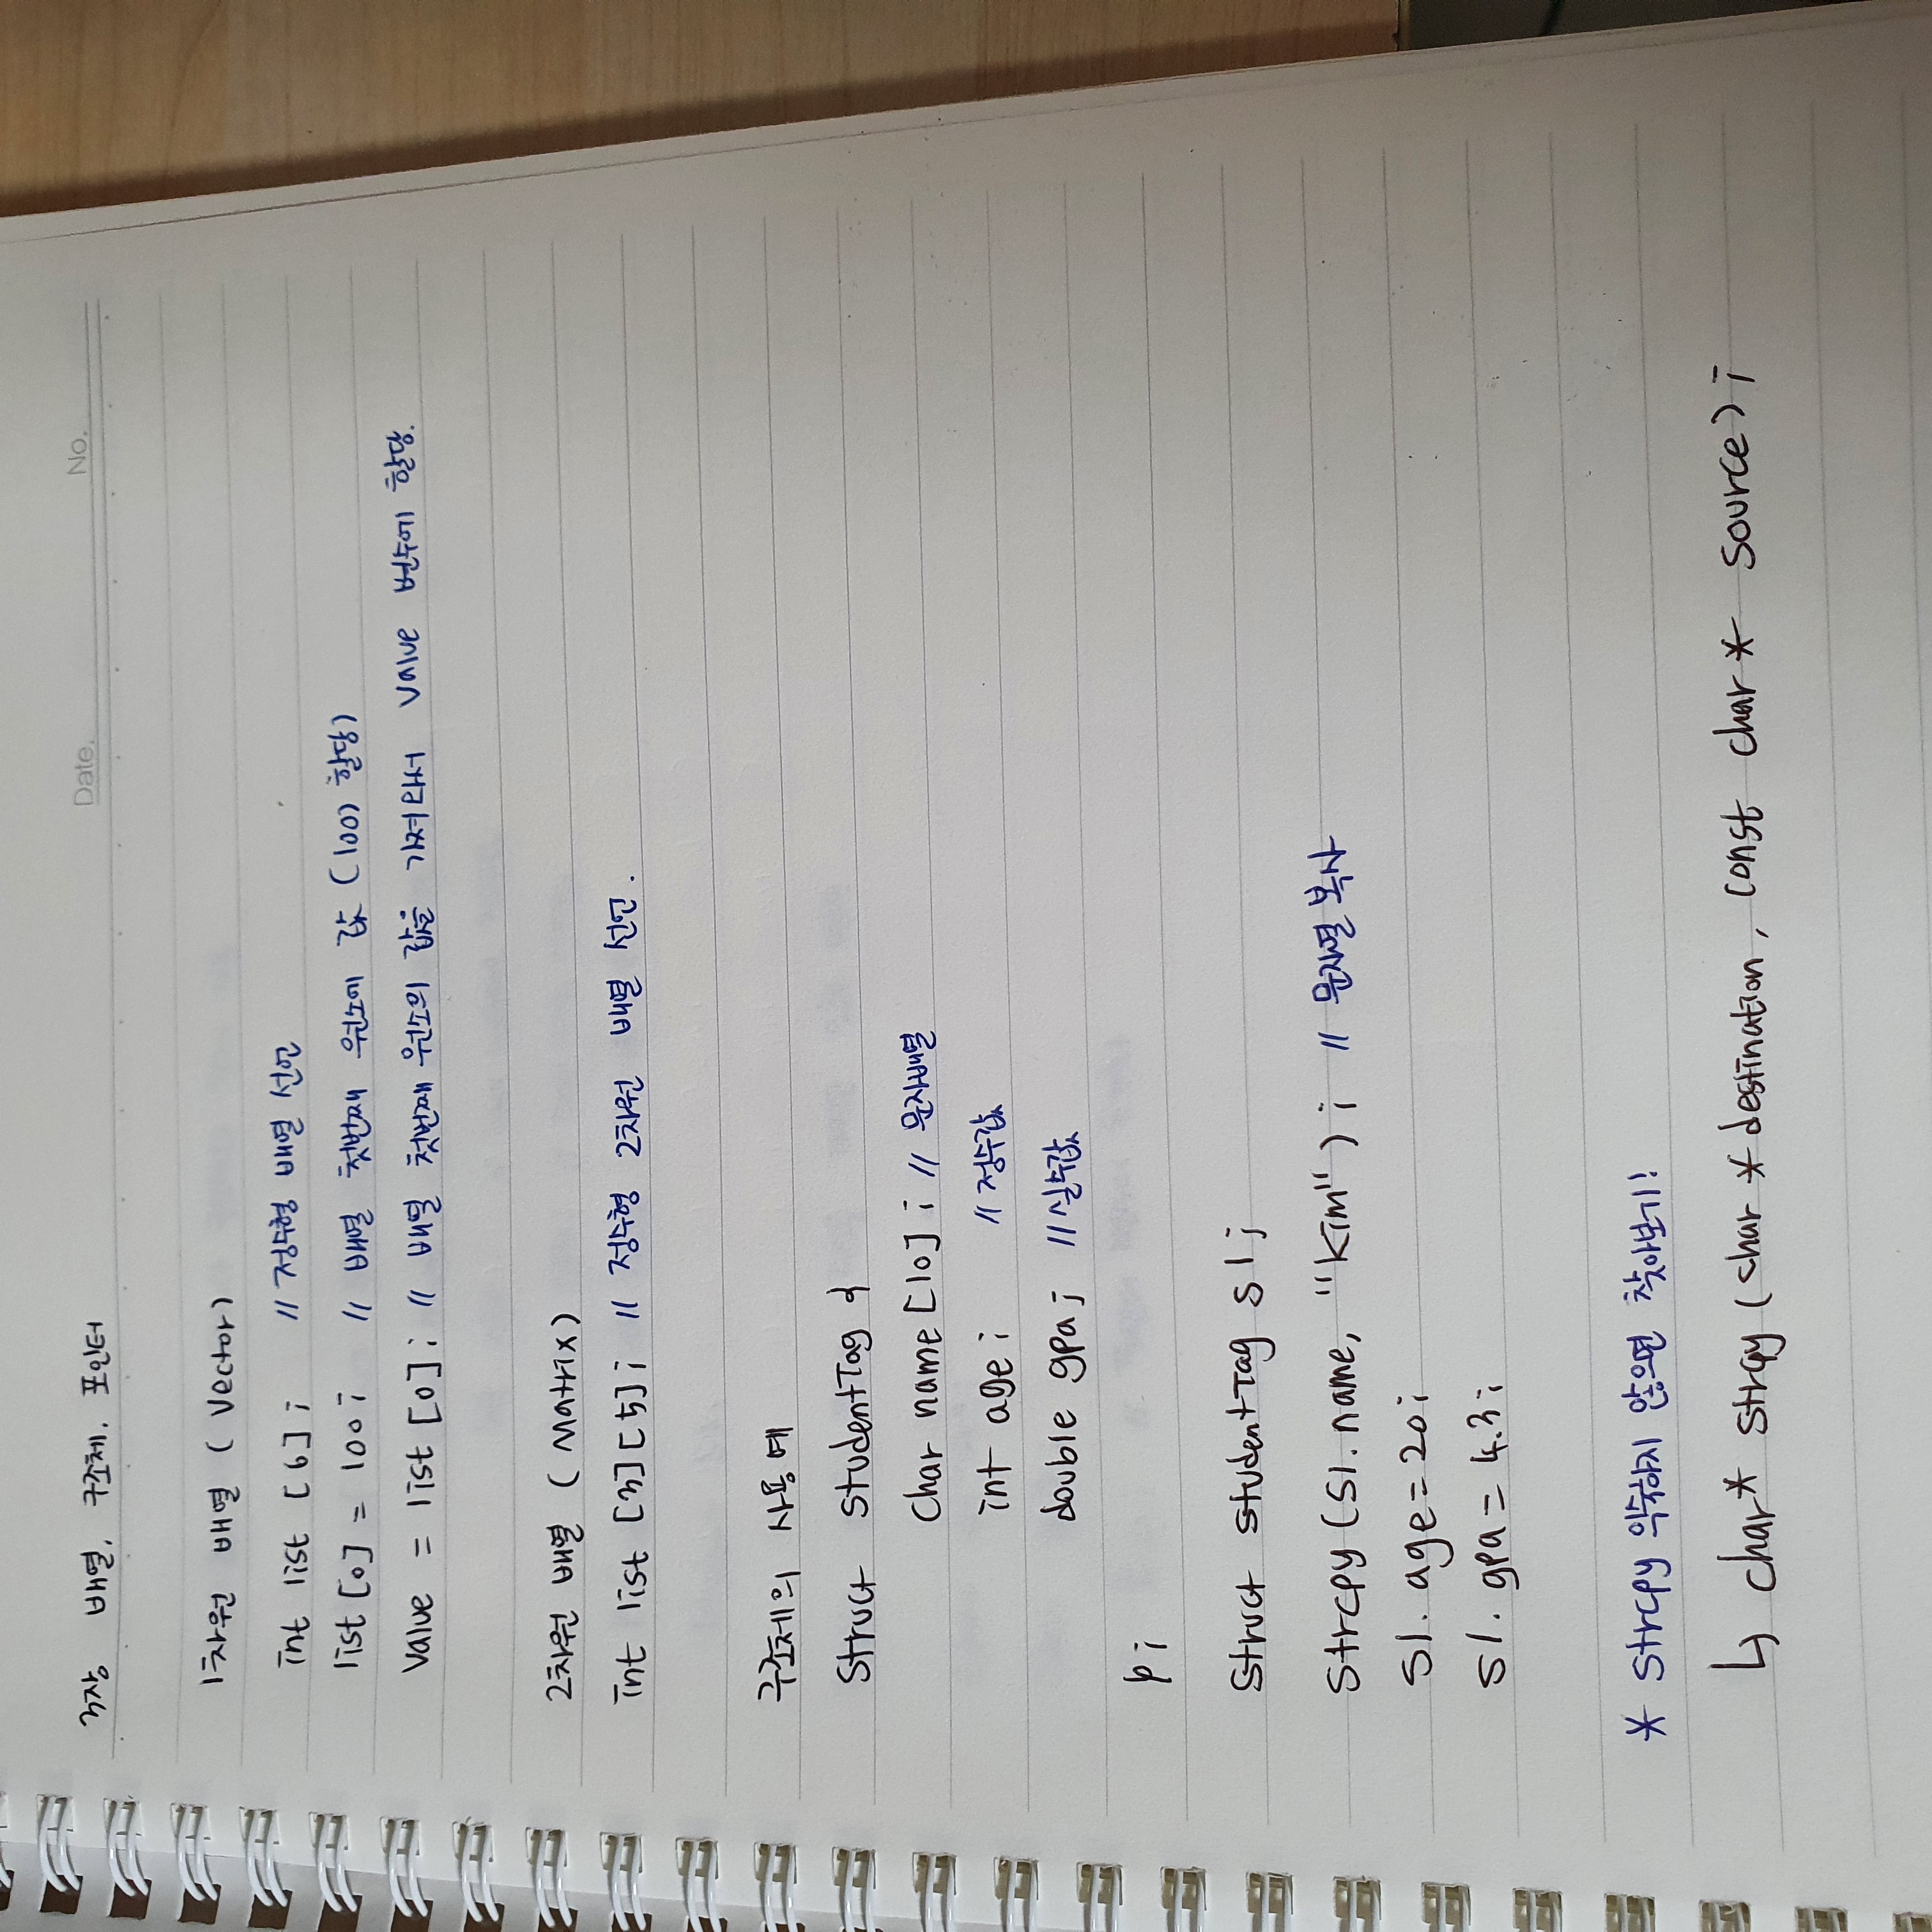 3장 배열, 구조체, 포인터
Date. No.
1차원 배열 (Vector)
int list [6]; // 정수형 배열 선언
list[0] = 100; // 배열 첫번째 원소에 값 (100) 할당)
Value = list [0]; // 배열 첫번째 원소의 값을 가져와서 Value 변수에 할당.
2차원 배열 (Matrix)
int list [3][5]; // 정수형 2차원 배열 선언.
구조체의 사용 예
Struct studentTag {
Char name [10]; // 문자배열
int age; // 정수값
double gpa; // 실수값
};
Struct studentTag s1;
Strcpy (S1.name, "Kim"); // 문자열 복사
S1. age = 20;
S1. gpa = 4.3;
* Strcpy 익숙하지 않으면 찾아보기!
↳ char* strcpy (char *destination, const char* source);